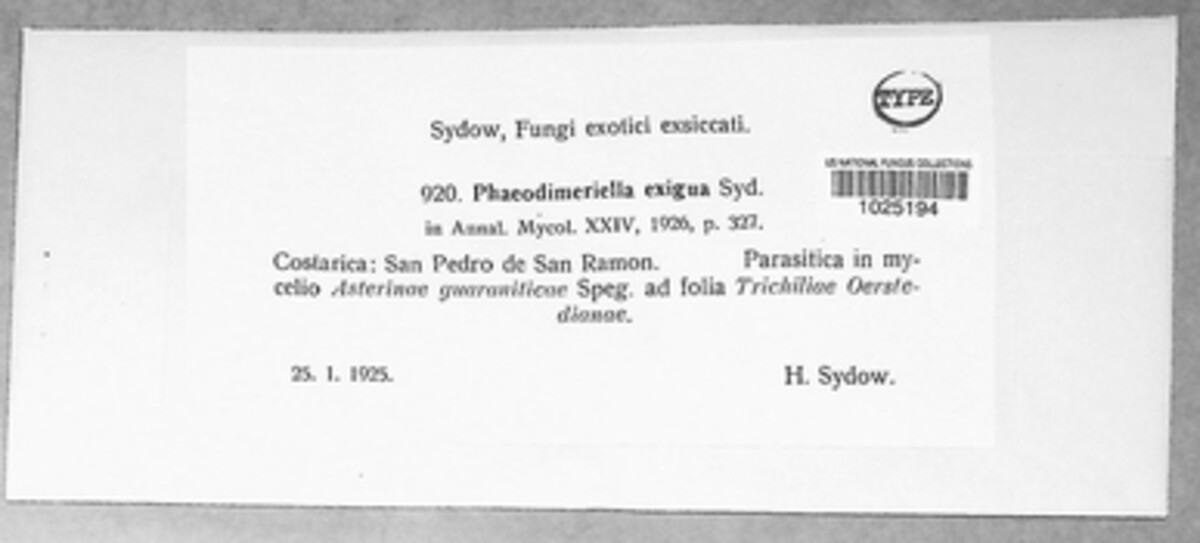 TYPE
Sydow, Fungi exotici exsiccati.
US NATIONAL FUNGUS COLLECTIONS
1025194
920. Phaeodimeriella exigua Syd.
in Annal. Mycol. XXIV, 1926, p. 327.
Costarica: San Pedro de San Ramon. Parasitica in my-
celio Asterinae guaraniticae Speg. ad folia Trichiliae Oerste-
dianae.
25. 1. 1925. H. Sydow.